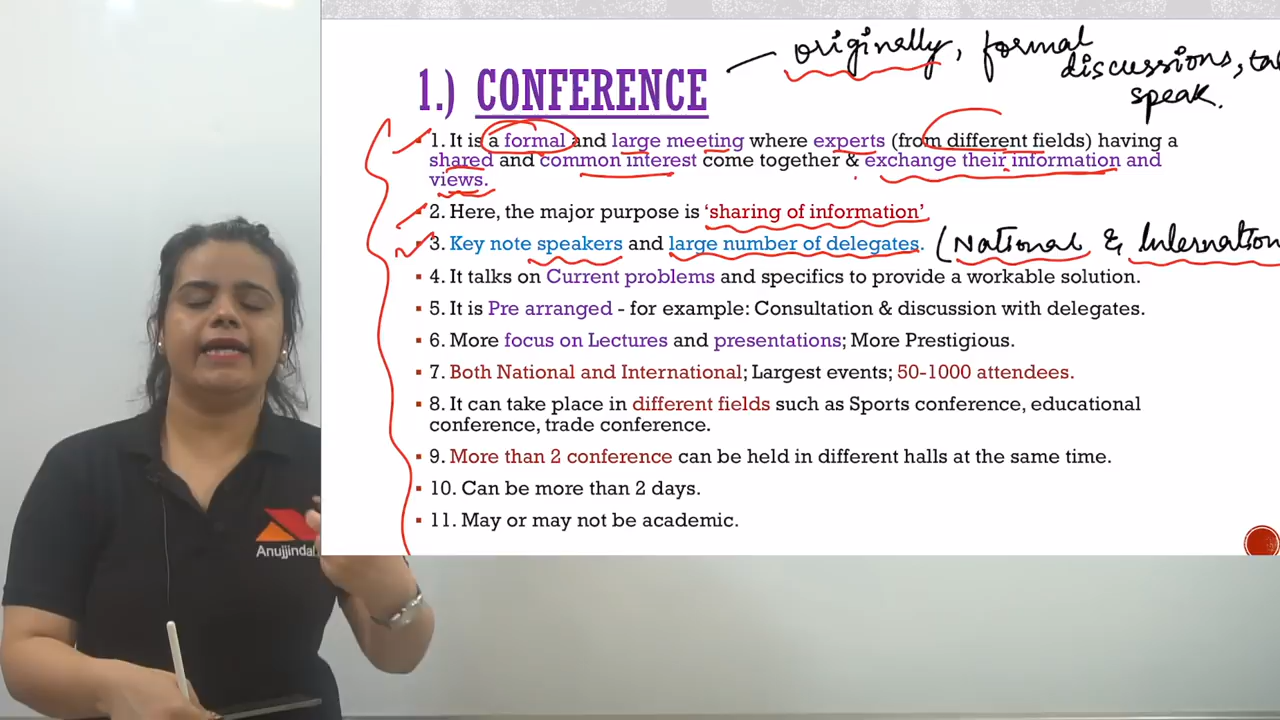 originally, formal
discussions,
speak.
1.) CONFERENCE
1. It is a formal and large meeting where experts (from different fields) having a
shared and common interest come together & exchange their information and
views.
2. Here, the major purpose is ‘sharing of information’
3. Key note speakers and large number of delegates. (National &
4. It talks on Current problems and specifics to provide a workable solution.
5. It is Pre arranged - for example: Consultation & discussion with delegates.
6. More focus on Lectures and presentations; More Prestigious.
7. Both National and International; Largest events; 50-1000 attendees.
8. It can take place in different fields such as Sports conference, educational
conference, trade conference.
9. More than 2 conference can be held in different halls at the same time.
10. Can be more than 2 days.
11. May or may not be academic.
Anujjindal